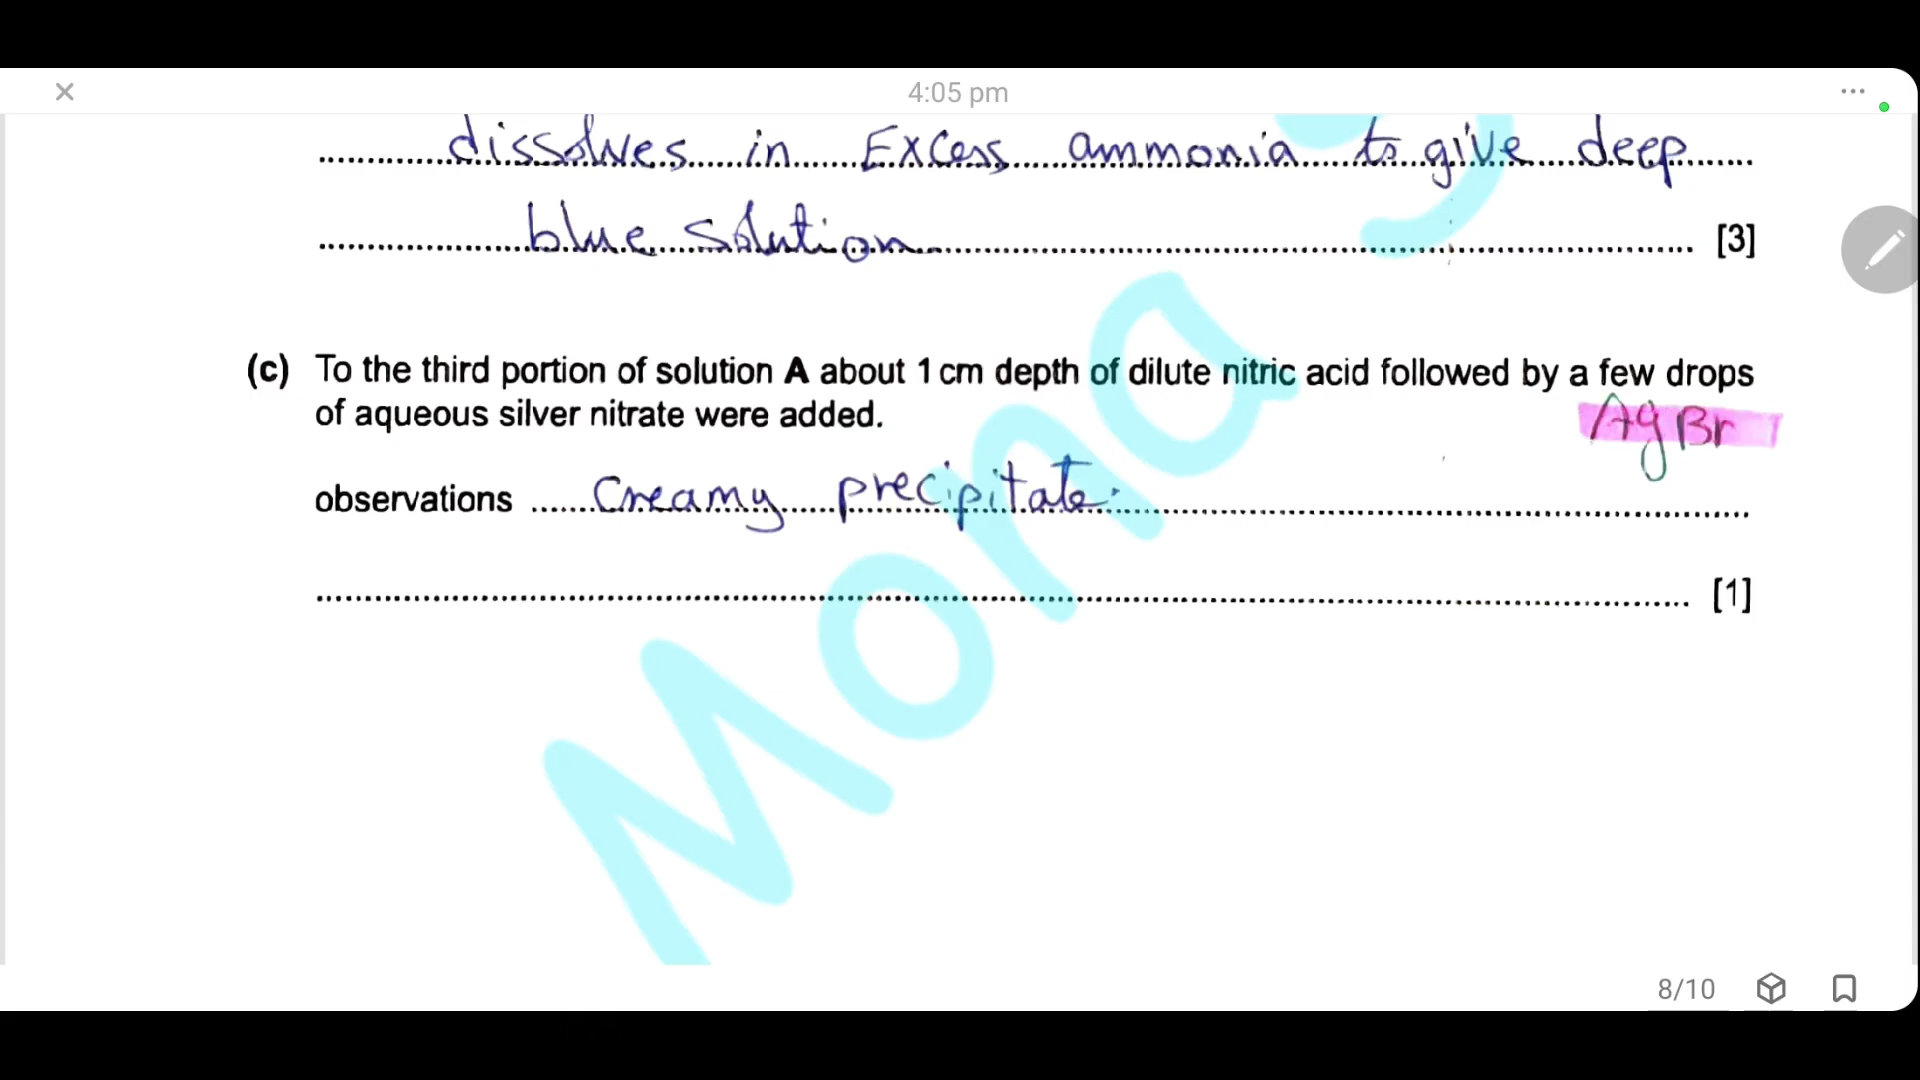 4:05 pm
dissolves in Excess ammonia to give deep
blue solution [3]
(c) To the third portion of solution A about 1 cm depth of dilute nitric acid followed by a few drops
of aqueous silver nitrate were added.
AgBr
observations creamy precipitate.
[1]
Mona
8/10